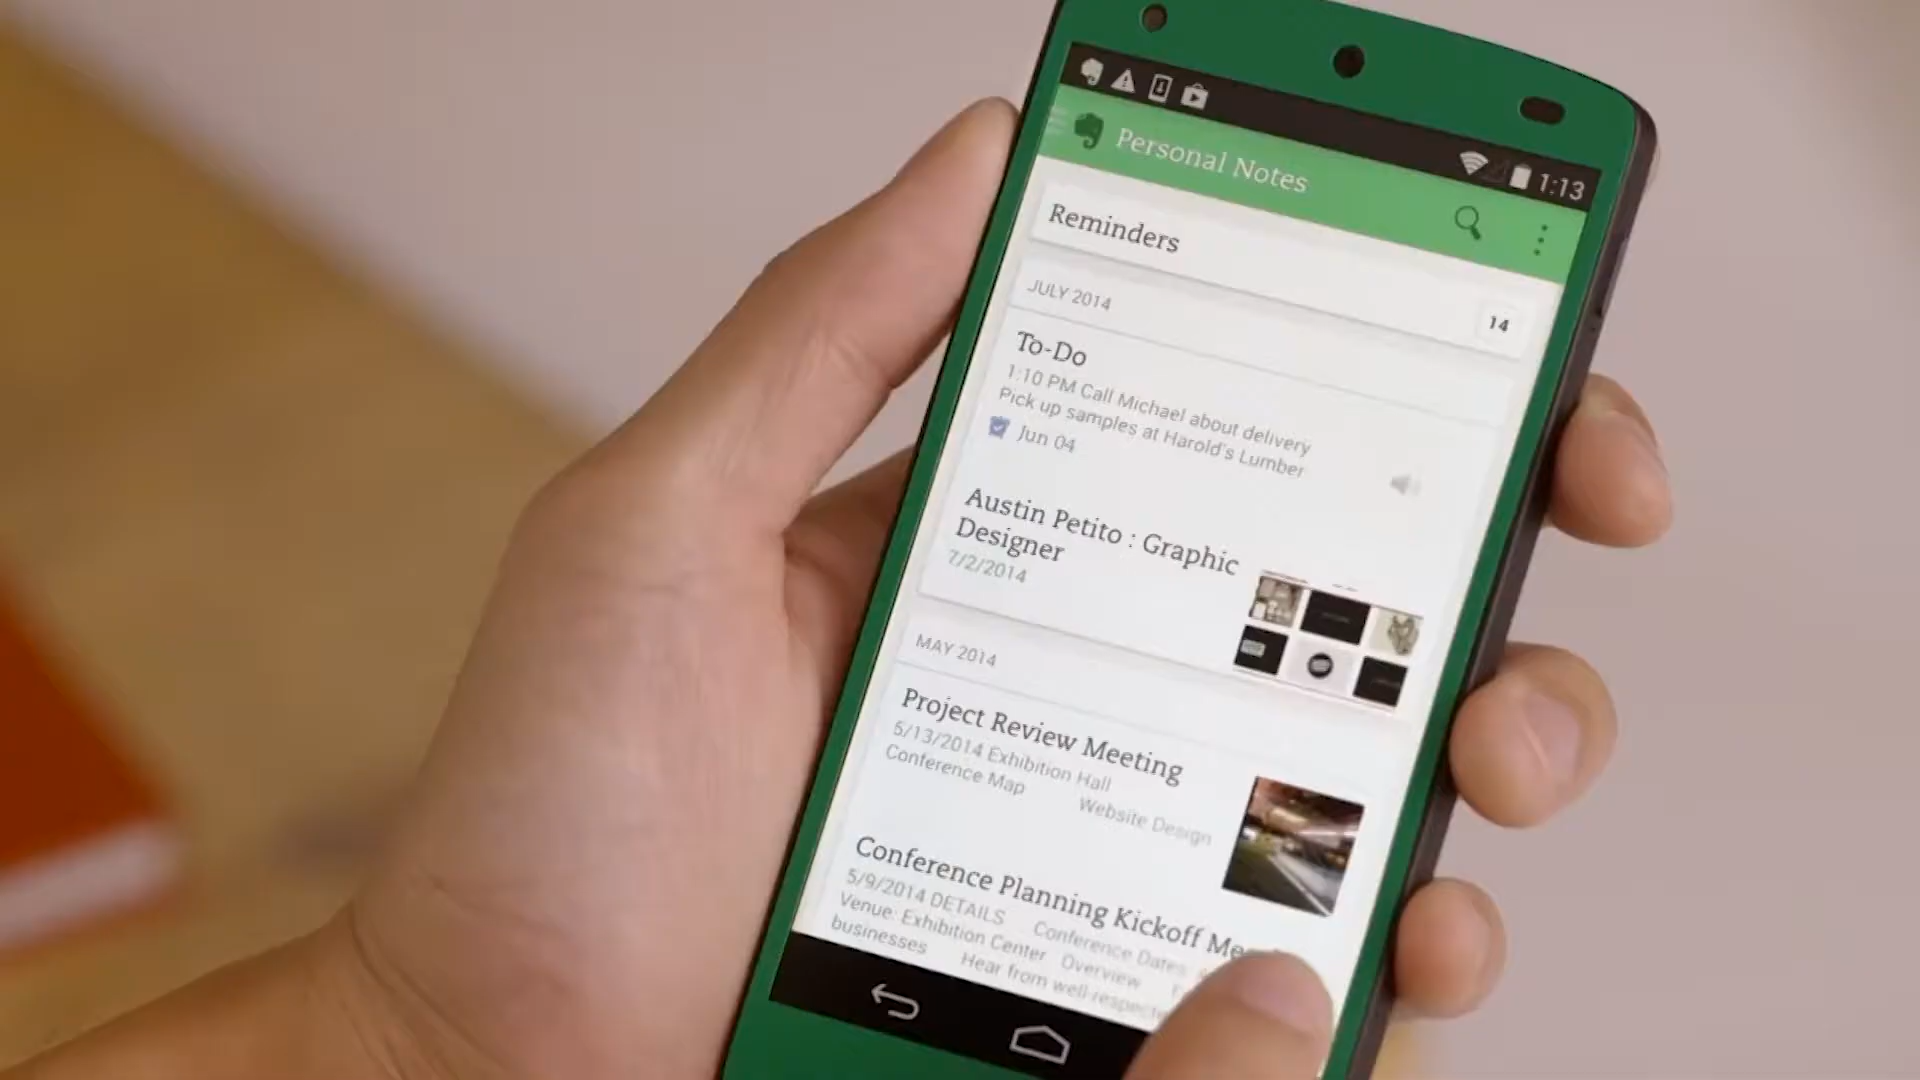 1:13
Personal Notes
Reminders
JULY 2014
14
To-Do
1:10 PM Call Michael about delivery
Pick up samples at Harold's Lumber
Jun 04
Austin Petito : Graphic
Designer
7/2/2014
MAY 2014
Project Review Meeting
5/13/2014 Exhibition Hall
Conference Map Website Design
Conference Planning Kickoff
5/9/2014 DETAILS Conference Dates
Venue: Exhibition Center Overview
businesses Hear from well-respecte